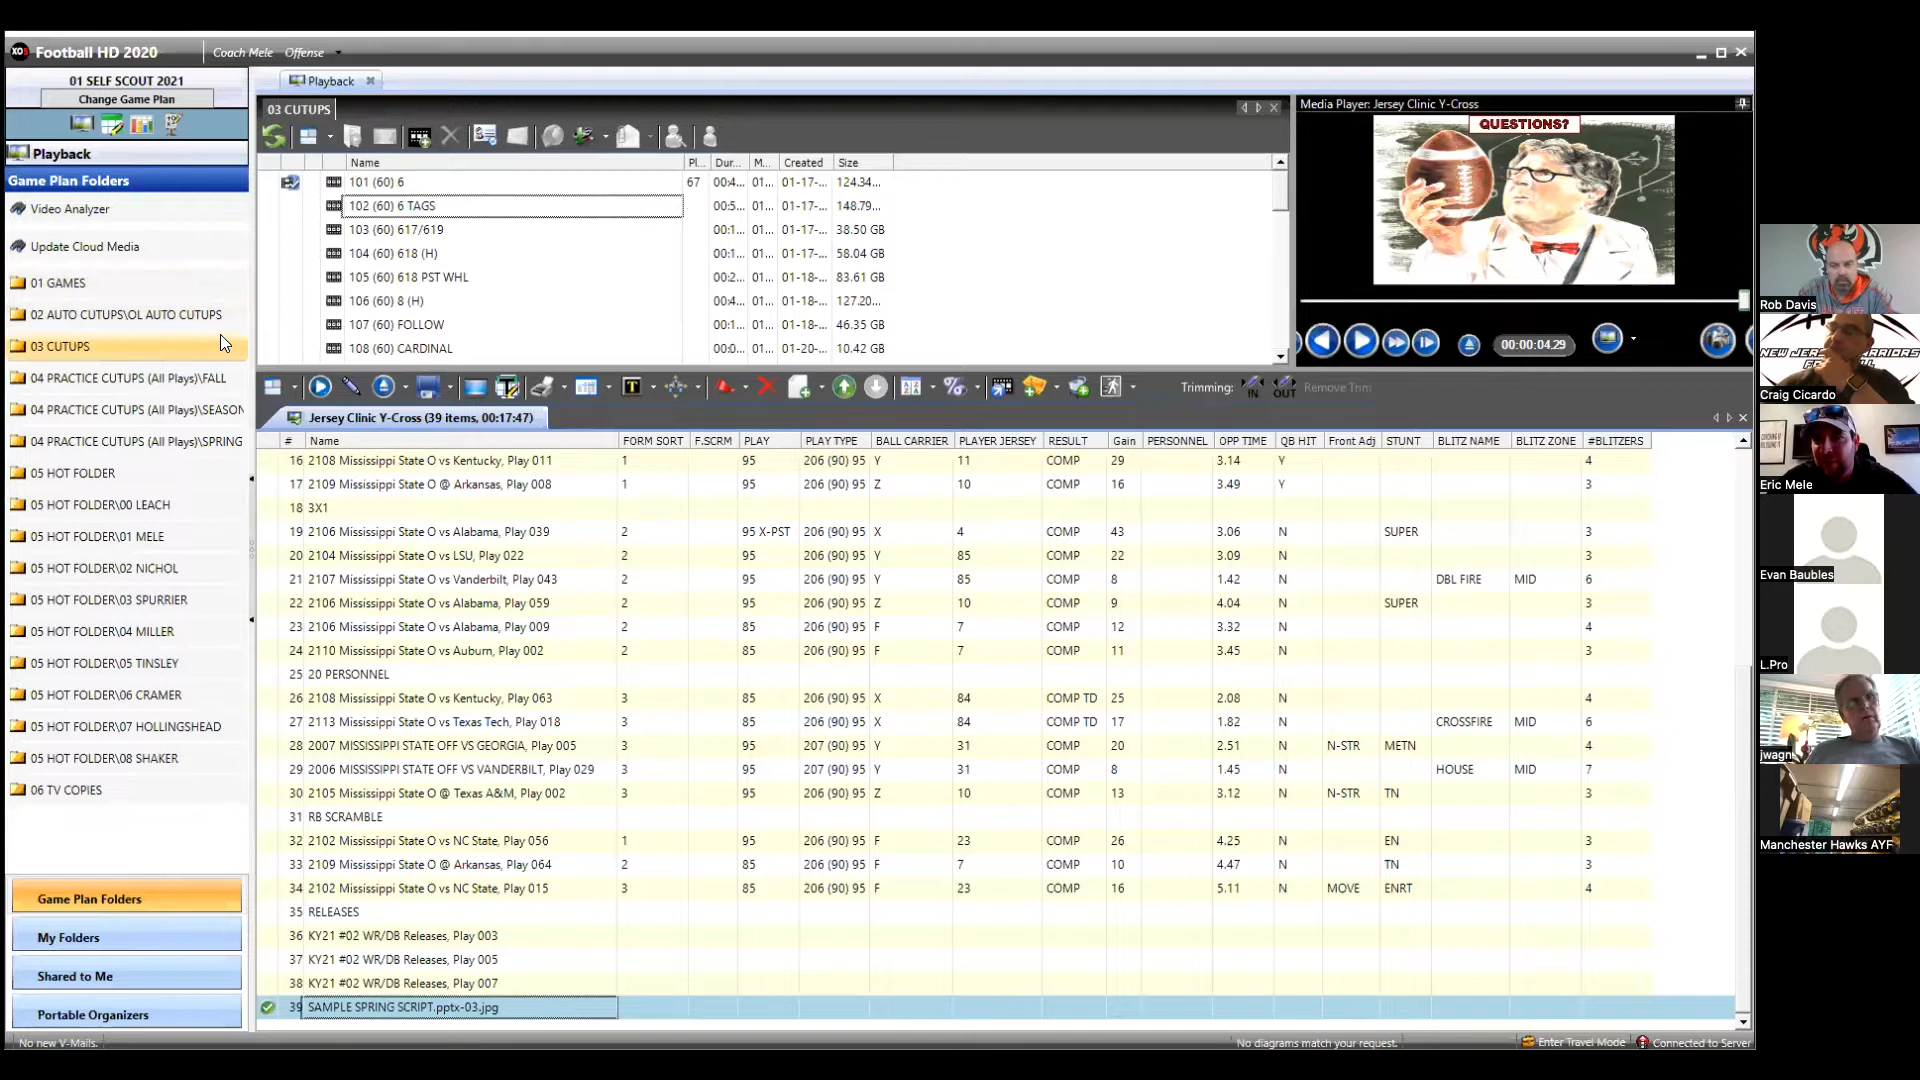 XOS Football HD 2020 Coach Mele Offense
01 SELF SCOUT 2021
Change Game Plan
Playback
Game Plan Folders
Video Analyzer
Update Cloud Media
01 GAMES
02 AUTO CUTUPS\OL AUTO CUTUPS
03 CUTUPS
04 PRACTICE CUTUPS (All Plays)\FALL
04 PRACTICE CUTUPS (All Plays)\SEASON
04 PRACTICE CUTUPS (All Plays)\SPRING
05 HOT FOLDER
05 HOT FOLDER\00 LEACH
05 HOT FOLDER\01 MELE
05 HOT FOLDER\02 NICHOL
05 HOT FOLDER\03 SPURRIER
05 HOT FOLDER\04 MILLER
05 HOT FOLDER\05 TINSLEY
05 HOT FOLDER\06 CRAMER
05 HOT FOLDER\07 HOLLINGSHEAD
05 HOT FOLDER\08 SHAKER
06 TV COPIES
Game Plan Folders
My Folders
Shared to Me
Portable Organizers
No new V-Mails.
Playback
03 CUTUPS
Name Pl... Dur... M... Created Size
101 (60) 6 67 00:4... 01... 01-17-... 124.34...
102 (60) 6 TAGS 00:5... 01... 01-17-... 148.79...
103 (60) 617/619 00:1... 01... 01-17-... 38.50 GB
104 (60) 618 (H) 00:1... 01... 01-17-... 58.04 GB
105 (60) 618 PST WHL 00:2... 01... 01-18-... 83.61 GB
106 (60) 8 (H) 00:4... 01... 01-18-... 127.20...
107 (60) FOLLOW 00:1... 01... 01-18-... 46.35 GB
108 (60) CARDINAL 00:0... 01... 01-20-... 10.42 GB
Media Player: Jersey Clinic Y-Cross
QUESTIONS?
00:00:04.29
Trimming: IN OUT Remove Trim
Jersey Clinic Y-Cross (39 items, 00:17:47)
# Name FORM SORT F.SCRM PLAY PLAY TYPE BALL CARRIER PLAYER JERSEY RESULT Gain PERSONNEL OPP TIME QB HIT Front Adj STUNT BLITZ NAME BLITZ ZONE #BLITZERS
16 2108 Mississippi State O vs Kentucky, Play 011 1 95 206 (90) 95 Y 11 COMP 29 3.14 Y 4
17 2109 Mississippi State O @ Arkansas, Play 008 1 95 206 (90) 95 Z 10 COMP 16 3.49 Y 3
18 3X1
19 2106 Mississippi State O vs Alabama, Play 039 2 95 X-PST 206 (90) 95 X 4 COMP 43 3.06 N SUPER 3
20 2104 Mississippi State O vs LSU, Play 022 2 95 206 (90) 95 Y 85 COMP 22 3.09 N 3
21 2107 Mississippi State O vs Vanderbilt, Play 043 2 95 206 (90) 95 Y 85 COMP 8 1.42 N DBL FIRE MID 6
22 2106 Mississippi State O vs Alabama, Play 059 2 95 206 (90) 95 Z 10 COMP 9 4.04 N SUPER 3
23 2106 Mississippi State O vs Alabama, Play 009 2 85 206 (90) 95 F 7 COMP 12 3.32 N 4
24 2110 Mississippi State O vs Auburn, Play 002 2 85 206 (90) 95 F 7 COMP 11 3.45 N 3
25 20 PERSONNEL
26 2108 Mississippi State O vs Kentucky, Play 063 3 85 206 (90) 95 X 84 COMP TD 25 2.08 N 4
27 2113 Mississippi State O vs Texas Tech, Play 018 3 85 206 (90) 95 X 84 COMP TD 17 1.82 N CROSSFIRE MID 6
28 2007 MISSISSIPPI STATE OFF VS GEORGIA, Play 005 3 95 207 (90) 95 Y 31 COMP 20 2.51 N N-STR METN 4
29 2006 MISSISSIPPI STATE OFF VS VANDERBILT, Play 029 3 95 207 (90) 95 Y 31 COMP 8 1.45 N HOUSE MID 7
30 2105 Mississippi State O @ Texas A&M, Play 002 3 85 206 (90) 95 Z 10 COMP 13 3.12 N N-STR TN 3
31 RB SCRAMBLE
32 2102 Mississippi State O vs NC State, Play 056 1 95 206 (90) 95 F 23 COMP 26 4.25 N EN 3
33 2109 Mississippi State O @ Arkansas, Play 064 2 85 206 (90) 95 F 7 COMP 10 4.47 N TN 3
34 2102 Mississippi State O vs NC State, Play 015 3 85 206 (90) 95 F 23 COMP 16 5.11 N MOVE ENRT 4
35 RELEASES
36 KY21 #02 WR/DB Releases, Play 003
37 KY21 #02 WR/DB Releases, Play 005
38 KY21 #02 WR/DB Releases, Play 007
39 SAMPLE SPRING SCRIPT.pptx-03.jpg
No diagrams match your request. Enter Travel Mode Connected to Server
Rob Davis
NEW JERSEY WARRIORS
Craig Cicardo
Eric Mele
Evan Baubles
L.Pro
jwagn
Manchester Hawks AYF